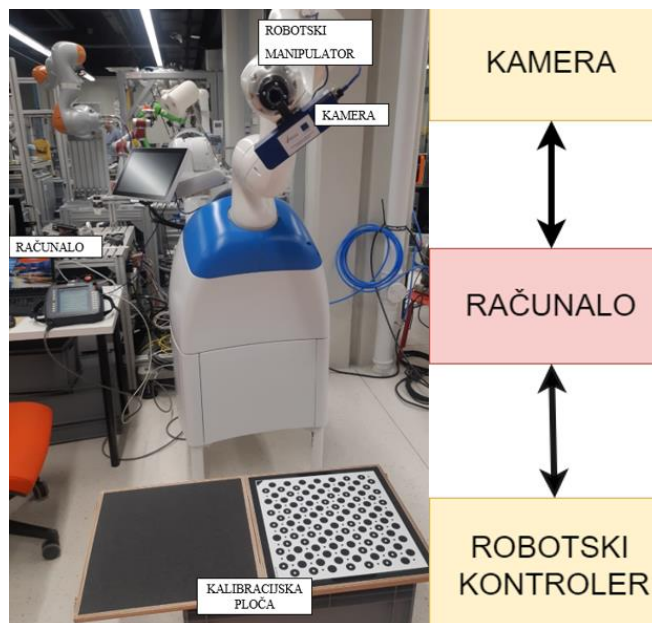 ROBOTSKI
MANIPULATOR
KAMERA
RAČUNALO
KALIBRACIJSKA
PLOČA
KAMERA
RAČUNALO
ROBOTSKI
KONTROLER